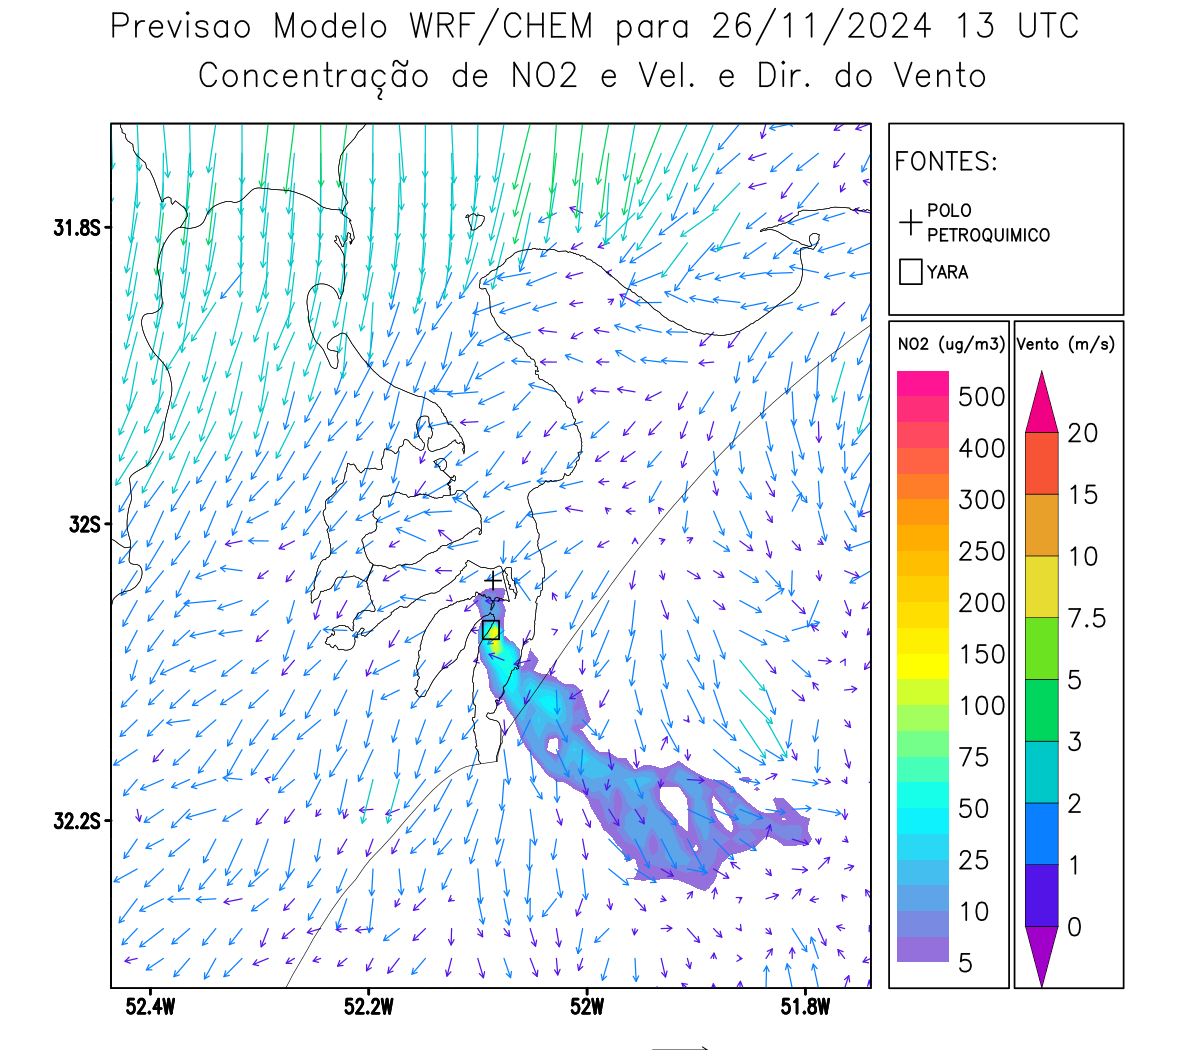 Previsao Modelo WRF/CHEM para 26/11/2024 13 UTC
Concentração de NO2 e Vel. e Dir. do Vento
FONTES:
POLO
PETROQUIMICO
YARA
31.8S
32S
32.2S
52.4W
52.2W
52W
51.8W
NO2 (ug/m3)
500
400
300
250
200
150
100
75
50
25
10
5
Vento (m/s)
20
15
10
7.5
5
3
2
1
0